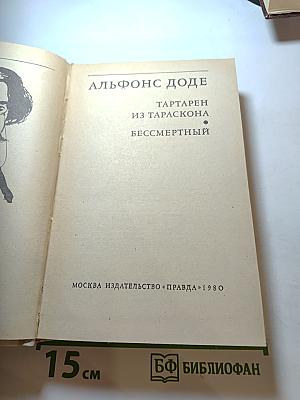 АЛЬФОНС ДОДЕ
ТАРТАРЕН
ИЗ ТАРАСКОНА
•
БЕССМЕРТНЫЙ
МОСКВА ИЗДАТЕЛЬСТВО «ПРАВДА» 1980
15 см
БФ БИБЛИОФАН